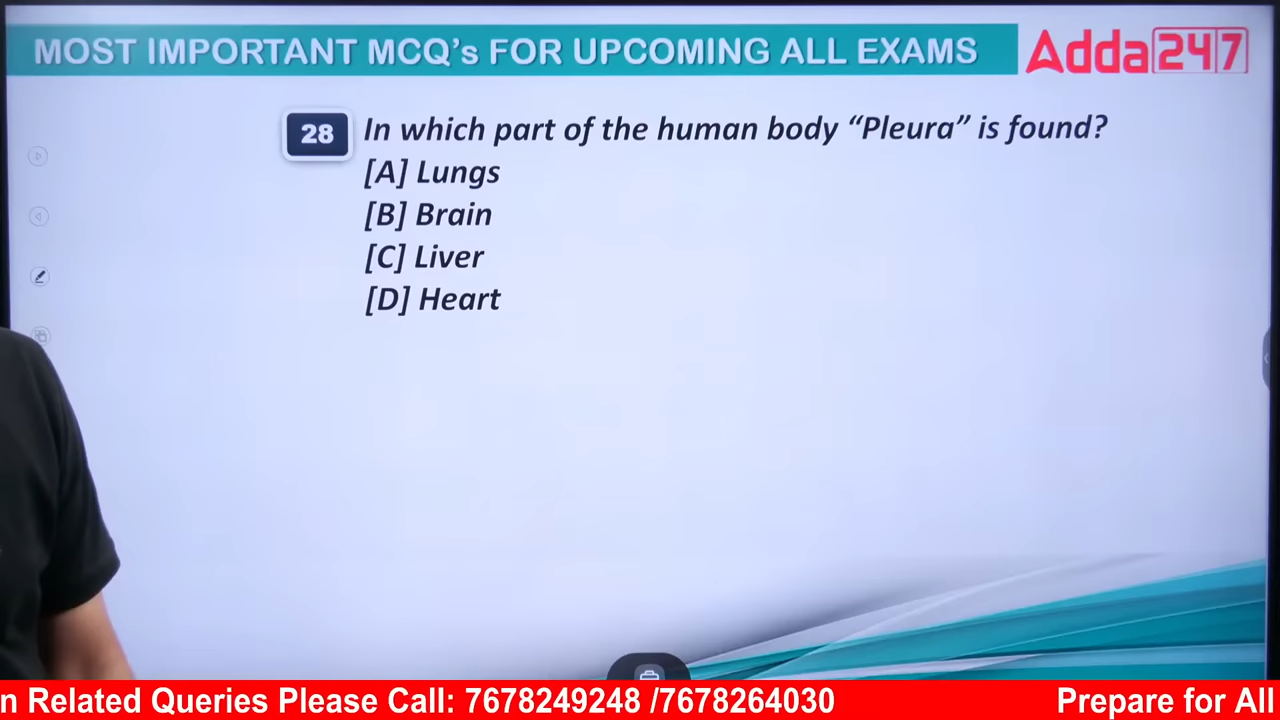 MOST IMPORTANT MCQ's FOR UPCOMING ALL EXAMS
Adda247
28 In which part of the human body “Pleura” is found?
[A] Lungs
[B] Brain
[C] Liver
[D] Heart
n Related Queries Please Call: 7678249248 /7678264030 Prepare for All